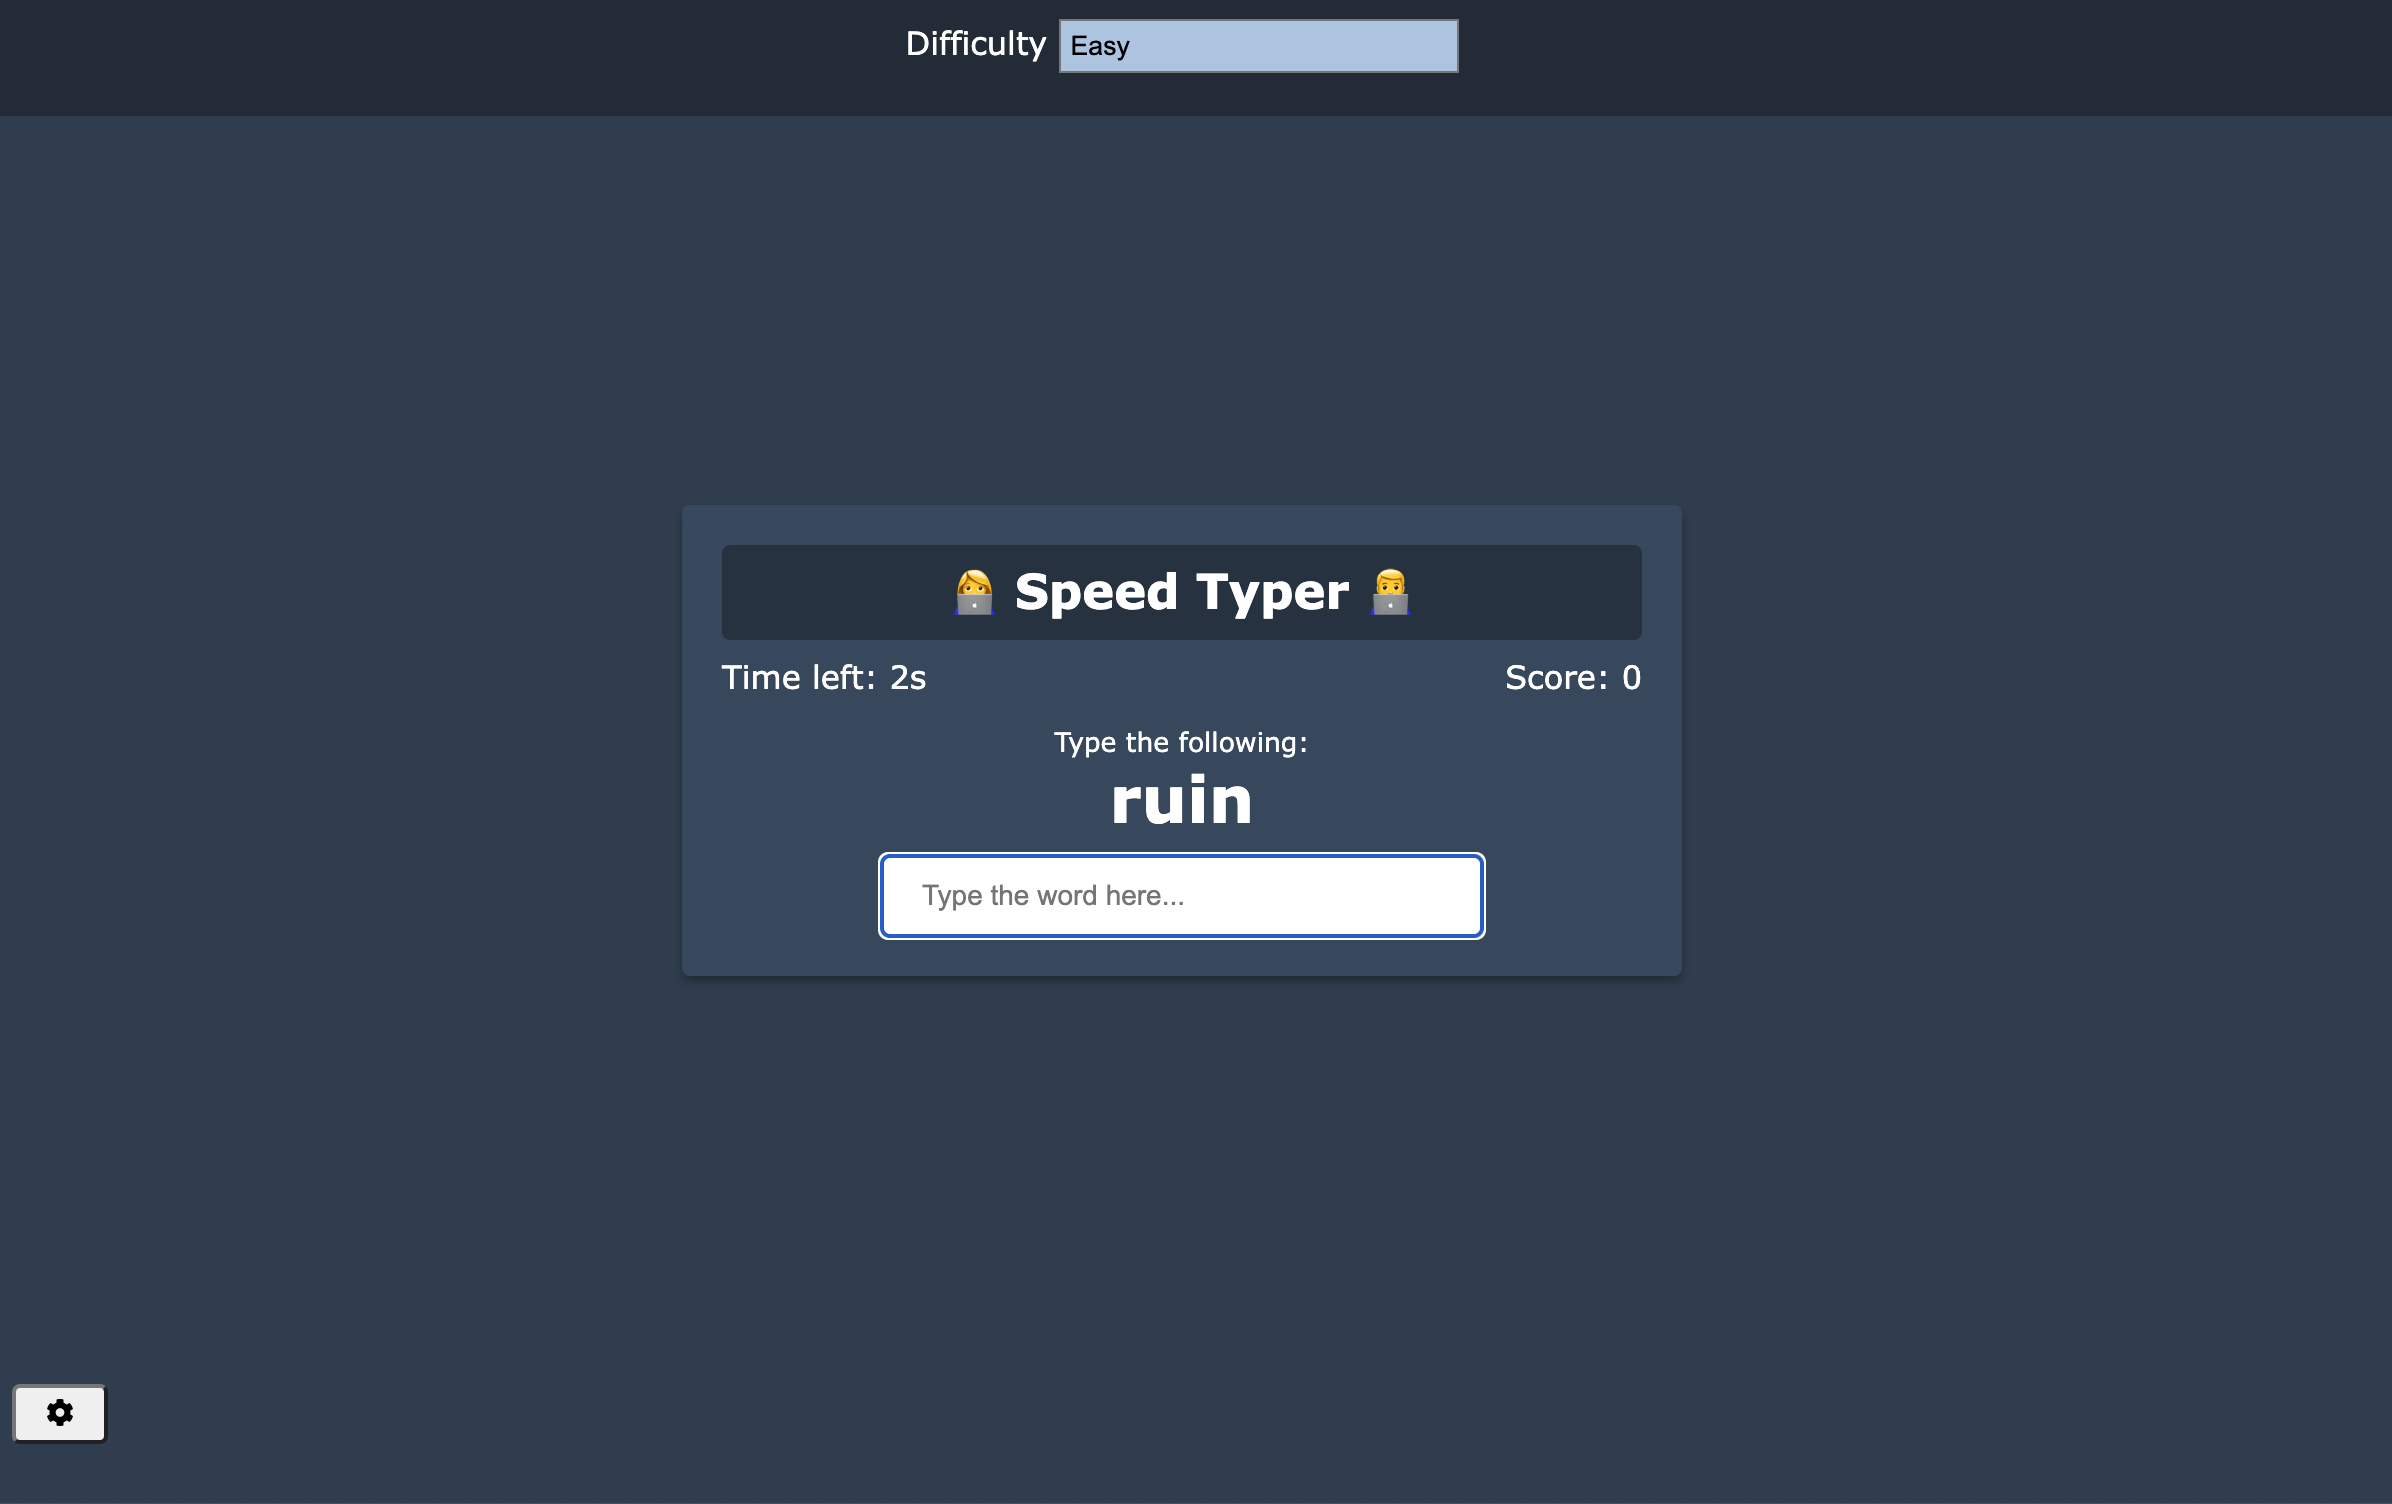 Difficulty Easy
Speed Typer
Time left: 2s Score: 0
Type the following:
ruin
Type the word here...